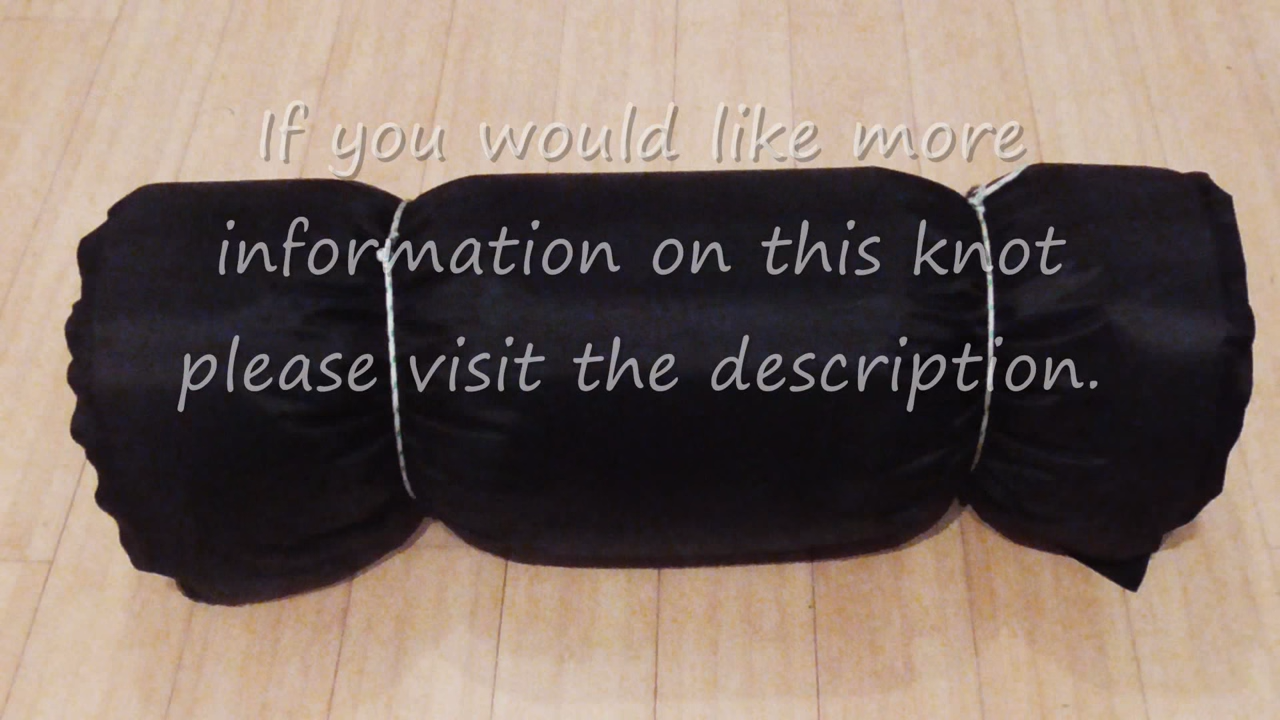 If you would like more
information on this knot
please visit the description.